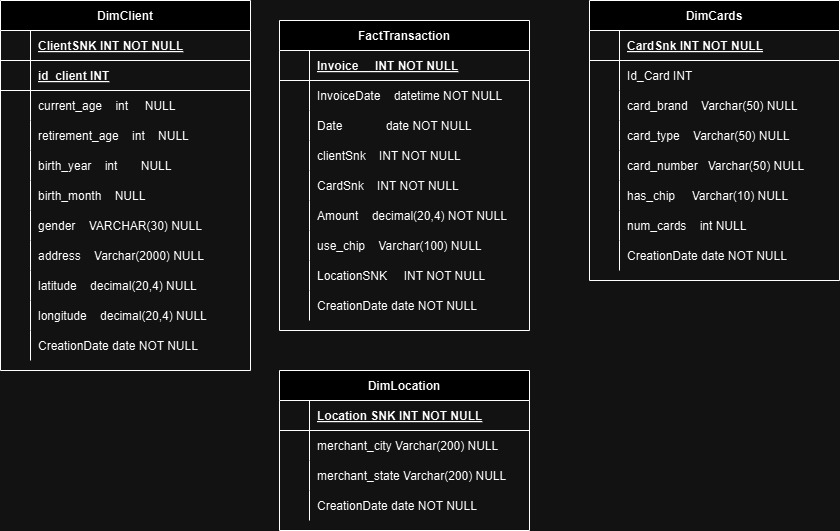 DimClient
ClientSNK INT NOT NULL
id_client INT
current_age int NULL
retirement_age int NULL
birth_year int NULL
birth_month NULL
gender VARCHAR(30) NULL
address Varchar(2000) NULL
latitude decimal(20,4) NULL
longitude decimal(20,4) NULL
CreationDate date NOT NULL
FactTransaction
Invoice INT NOT NULL
InvoiceDate datetime NOT NULL
Date date NOT NULL
clientSnk INT NOT NULL
CardSnk INT NOT NULL
Amount decimal(20,4) NOT NULL
use_chip Varchar(100) NULL
LocationSNK INT NOT NULL
CreationDate date NOT NULL
DimCards
CardSnk INT NOT NULL
Id_Card INT
card_brand Varchar(50) NULL
card_type Varchar(50) NULL
card_number Varchar(50) NULL
has_chip Varchar(10) NULL
num_cards int NULL
CreationDate date NOT NULL
DimLocation
Location SNK INT NOT NULL
merchant_city Varchar(200) NULL
merchant_state Varchar(200) NULL
CreationDate date NOT NULL